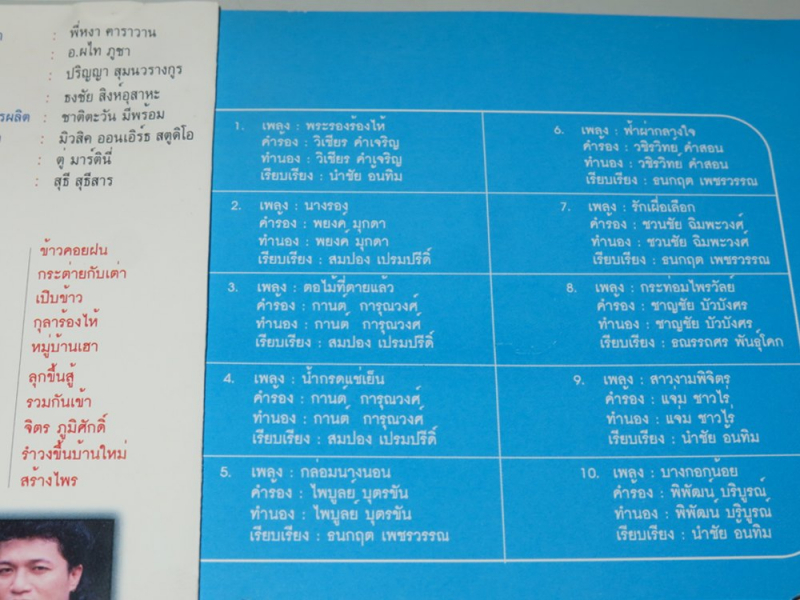 : พี่หงา คาราวาน
: อ.ผไท ภูธา
: ปริญญา สุมนวรางกูร
: ธงชัย สิงห์อุสาหะ
รผลิต : ชาติตะวัน มีพร้อม
: มิวสิค ออนเอิร์ธ สตูดิโอ
: ตู่ มาร์ตินี่
: สุธี สุธีสาร
ข้าวคอยฝน
กระต่ายกับเต่า
เป๊บข้าว
กุลาร้องไห้
หมู่บ้านเฮา
ลุกขึ้นสู้
รวมกันเข้า
จิตร ภูมิศักดิ์
รำวงขึ้นบ้านใหม่
สร้างไพร
1. เพลง : พระรองร้องไห้
คำร้อง : วิเชียร คำเจริญ
ทำนอง : วิเชียร คำเจริญ
เรียบเรียง : นำชัย อ้นทิม
2. เพลง : นางรอง
คำร้อง : พยงค์ มุกดา
ทำนอง : พยงค์ มุกดา
เรียบเรียง : สมปอง เปรมปรีดิ์
3. เพลง : ดอไม้ที่ตายแล้ว
คำร้อง : กานต์ การุณวงศ์
ทำนอง : กานต์ การุณวงศ์
เรียบเรียง : สมปอง เปรมปรีดิ์
4. เพลง : น้ำกรดแช่เย็น
คำร้อง : กานต์ การุณวงศ์
ทำนอง : กานต์ การุณวงศ์
เรียบเรียง : สมปอง เปรมปรีดิ์
5. เพลง : กล่อมนางนอน
คำร้อง : ไพบูลย์ บุตรขัน
ทำนอง : ไพบูลย์ บุตรขัน
เรียบเรียง : ธนกฤต เพชรวรรณ
6. เพลง : ฟ้าผ่ากลางใจ
คำร้อง : วชิรวิทย์ คำสอน
ทำนอง : วชิรวิทย์ คำสอน
เรียบเรียง : ธนกฤต เพชรวรรณ
7. เพลง : รักเผื่อเลือก
คำร้อง : ชวนชัย ฉิมพะวงศ์
ทำนอง : ชวนชัย ฉิมพะวงศ์
เรียบเรียง : ธนกฤต เพชรวรรณ
8. เพลง : กระท่อมไพรวัลย์
คำร้อง : ชาญชัย บัวบังศร
ทำนอง : ชาญชัย บัวบังศร
เรียบเรียง : ธณรรถศร พันธุ์โคก
9. เพลง : สาวงามพิจิตร
คำร้อง : แจ่ม ชาวไร่
ทำนอง : แจ่ม ชาวไร่
เรียบเรียง : นำชัย อ้นทิม
10. เพลง : บางกอกน้อย
คำร้อง : พิพัฒน์ บริบูรณ์
ทำนอง : พิพัฒน์ บริบูรณ์
เรียบเรียง : นำชัย อ้นทิม